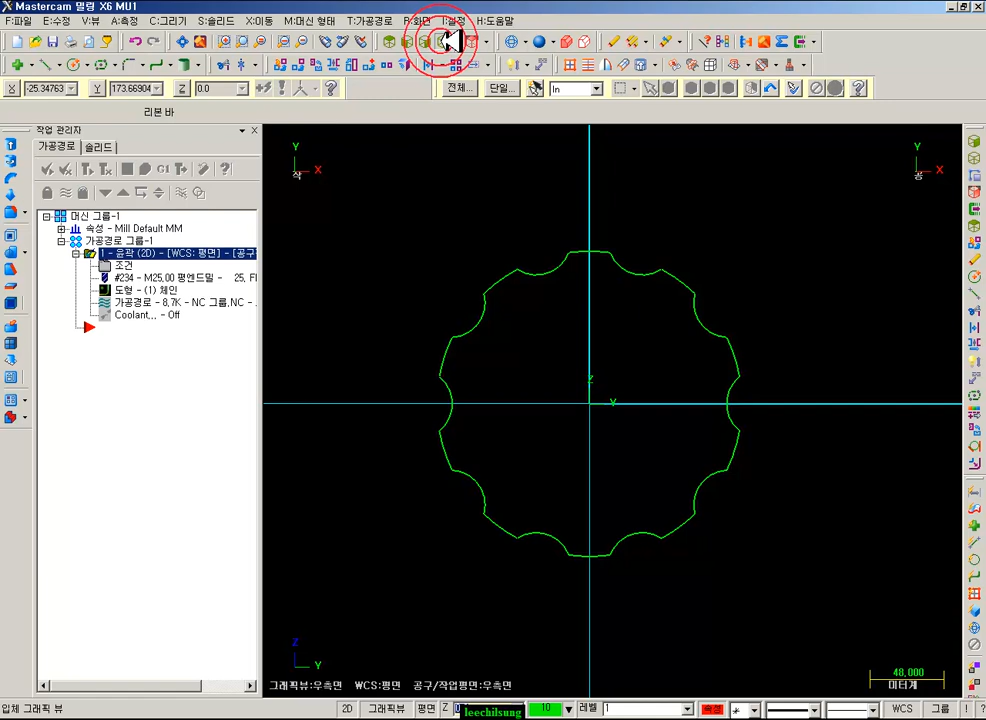 Mastercam 밀링 X6 MU1
F:파일 E:수정 V:뷰 A:측정 C:그리기 S:솔리드 X:이동 M:머신 형태 T:가공경로 R:화면 I:설정 H:도움말
X -25.34763 Y 173.66904 Z 0.0 전체... 단일... In
리본 바
작업 관리자
가공경로 솔리드
G1
머신 그룹-1
속성 - Mill Default MM
가공경로 그룹-1
1 - 윤곽 (2D) - [WCS: 평면] - [공구
조건
#234 - M25,00 평엔드밀 - 25, Fl
도형 - (1) 체인
가공경로 - 8,7K - NC 그룹,NC -
Coolant... - Off
Y
X
작
Y
X
공
Z
Y
Z
Y
그래픽뷰:우측면 WCS:평면 공구/작업평면:우측면
48,000
미터계
입체 그래픽 뷰
2D 그래픽뷰 평면 Z 10 레벨 1 속성 WCS 그룹 ! ?
leechilsung